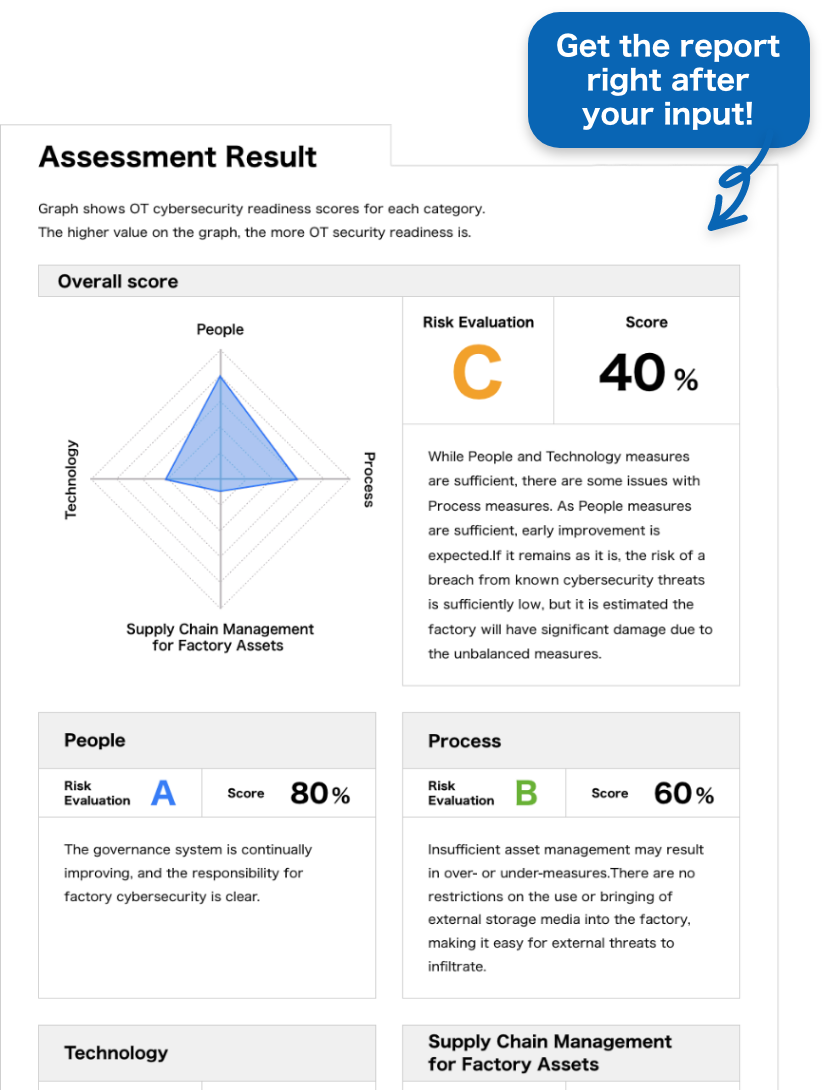 Get the report
right after
your input!
Assessment Result
Graph shows OT cybersecurity readiness scores for each category.
The higher value on the graph, the more OT security readiness is.
Overall score
People
Technology
Process
Supply Chain Management
for Factory Assets
Risk Evaluation
C
Score
40 %
While People and Technology measures
are sufficient, there are some issues with
Process measures. As People measures
are sufficient, early improvement is
expected.If it remains as it is, the risk of a
breach from known cybersecurity threats
is sufficiently low, but it is estimated the
factory will have significant damage due to
the unbalanced measures.
People
Risk
Evaluation
A
Score
80%
The governance system is continually
improving, and the responsibility for
factory cybersecurity is clear.
Process
Risk
Evaluation
B
Score
60%
Insufficient asset management may result
in over- or under-measures.There are no
restrictions on the use or bringing of
external storage media into the factory,
making it easy for external threats to
infiltrate.
Technology
Supply Chain Management
for Factory Assets